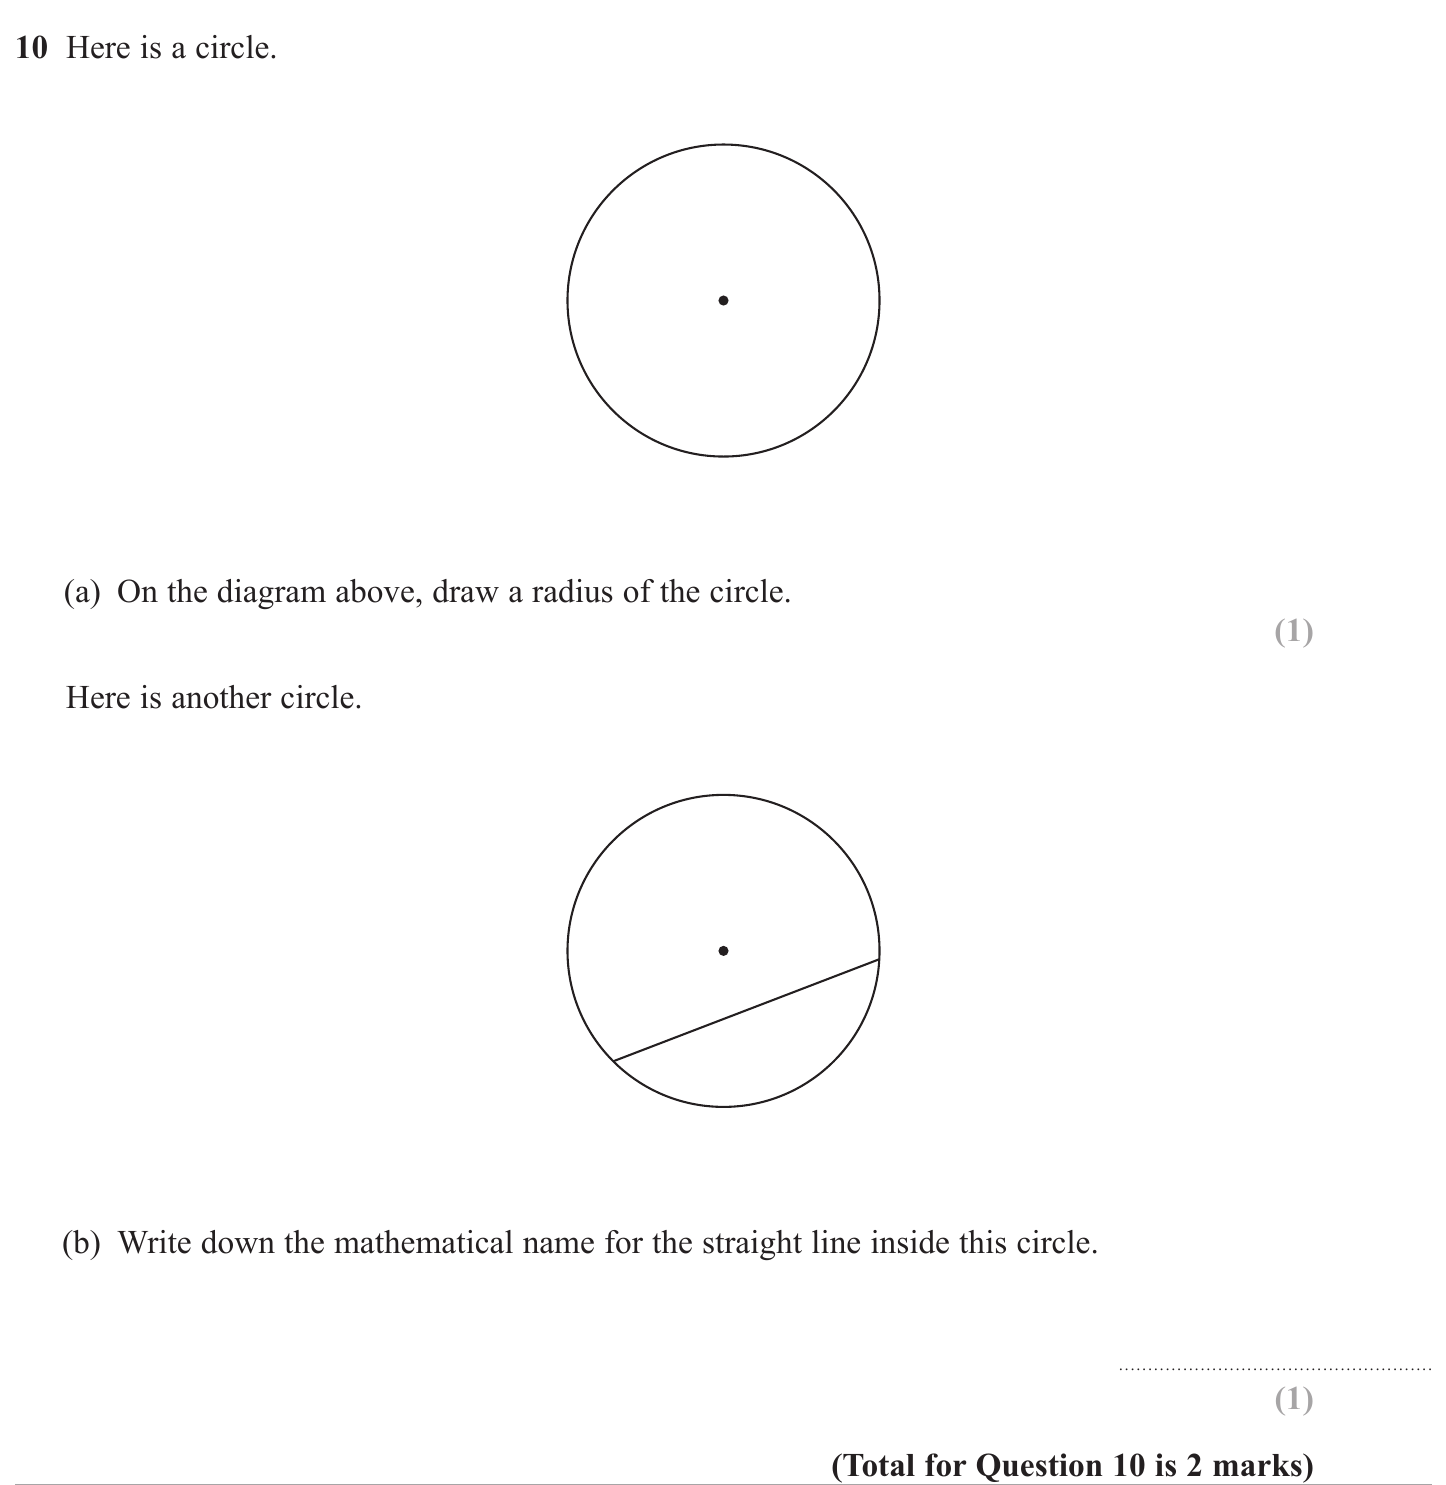 10 Here is a circle.
(a) On the diagram above, draw a radius of the circle.
(1)
Here is another circle.
(b) Write down the mathematical name for the straight line inside this circle.
(1)
(Total for Question 10 is 2 marks)